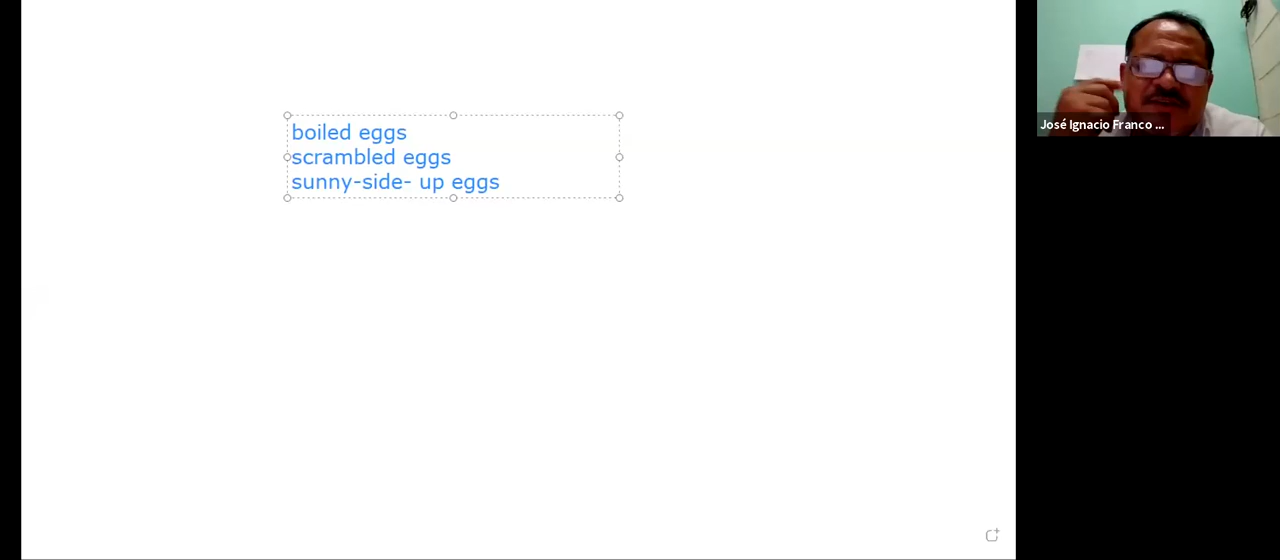 boiled eggs
scrambled eggs
sunny-side- up eggs
José Ignacio Franco ...